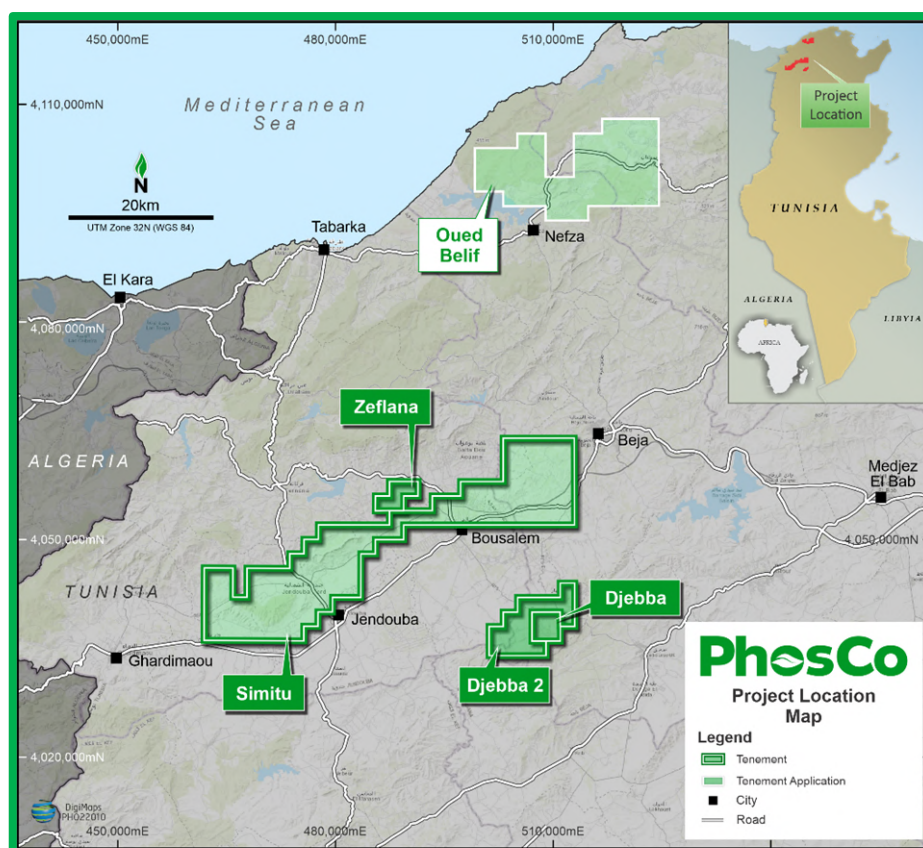 450,000mE
480,000mE
510,000mE
4,110,000mN
Mediterranean
Sea
N
20km
UTM Zone 32N (WGS 84)
Project
Location
TUNISIA
ALGERIA
LIBYA
AFRICA
Tabarka
Oued
Belif
Nefza
El Kara
4,080,000mN
Zeflana
Beja
ALGERIA
Medjez
El Bab
4,050,000mN
Bousalem
4,050,000mN
TUNISIA
Djebba
Jendouba
Ghardimaou
Simitu
Djebba 2
PhosCo
Project Location
Map
Legend
Tenement
Tenement Application
City
Road
4,020,000mN
DigiMaps
PHO22010
450,000mE
480,000mE
510,000mE